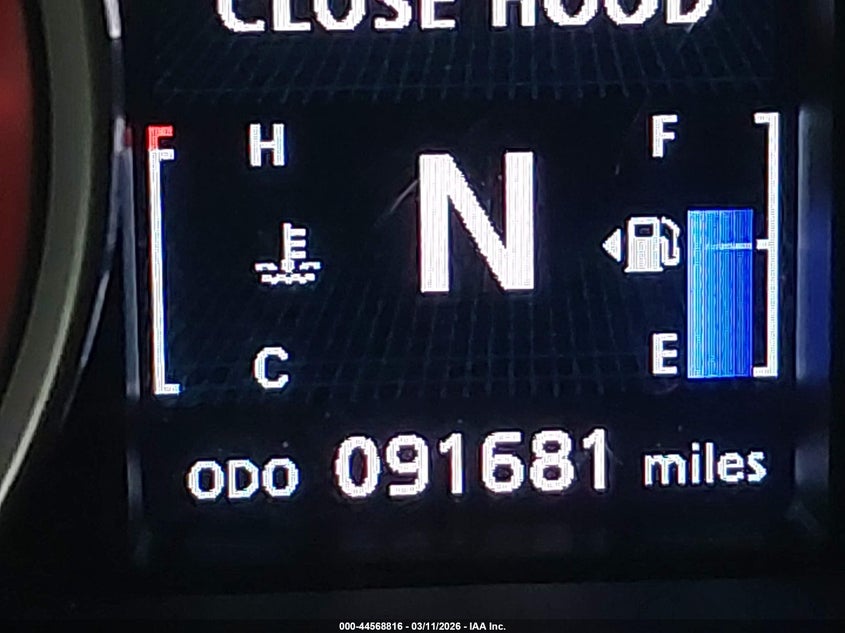 CLOSE HOOD
H F
N
C E
ODO 091681 miles
000-44568816 - 03/11/2026 - IAA Inc.